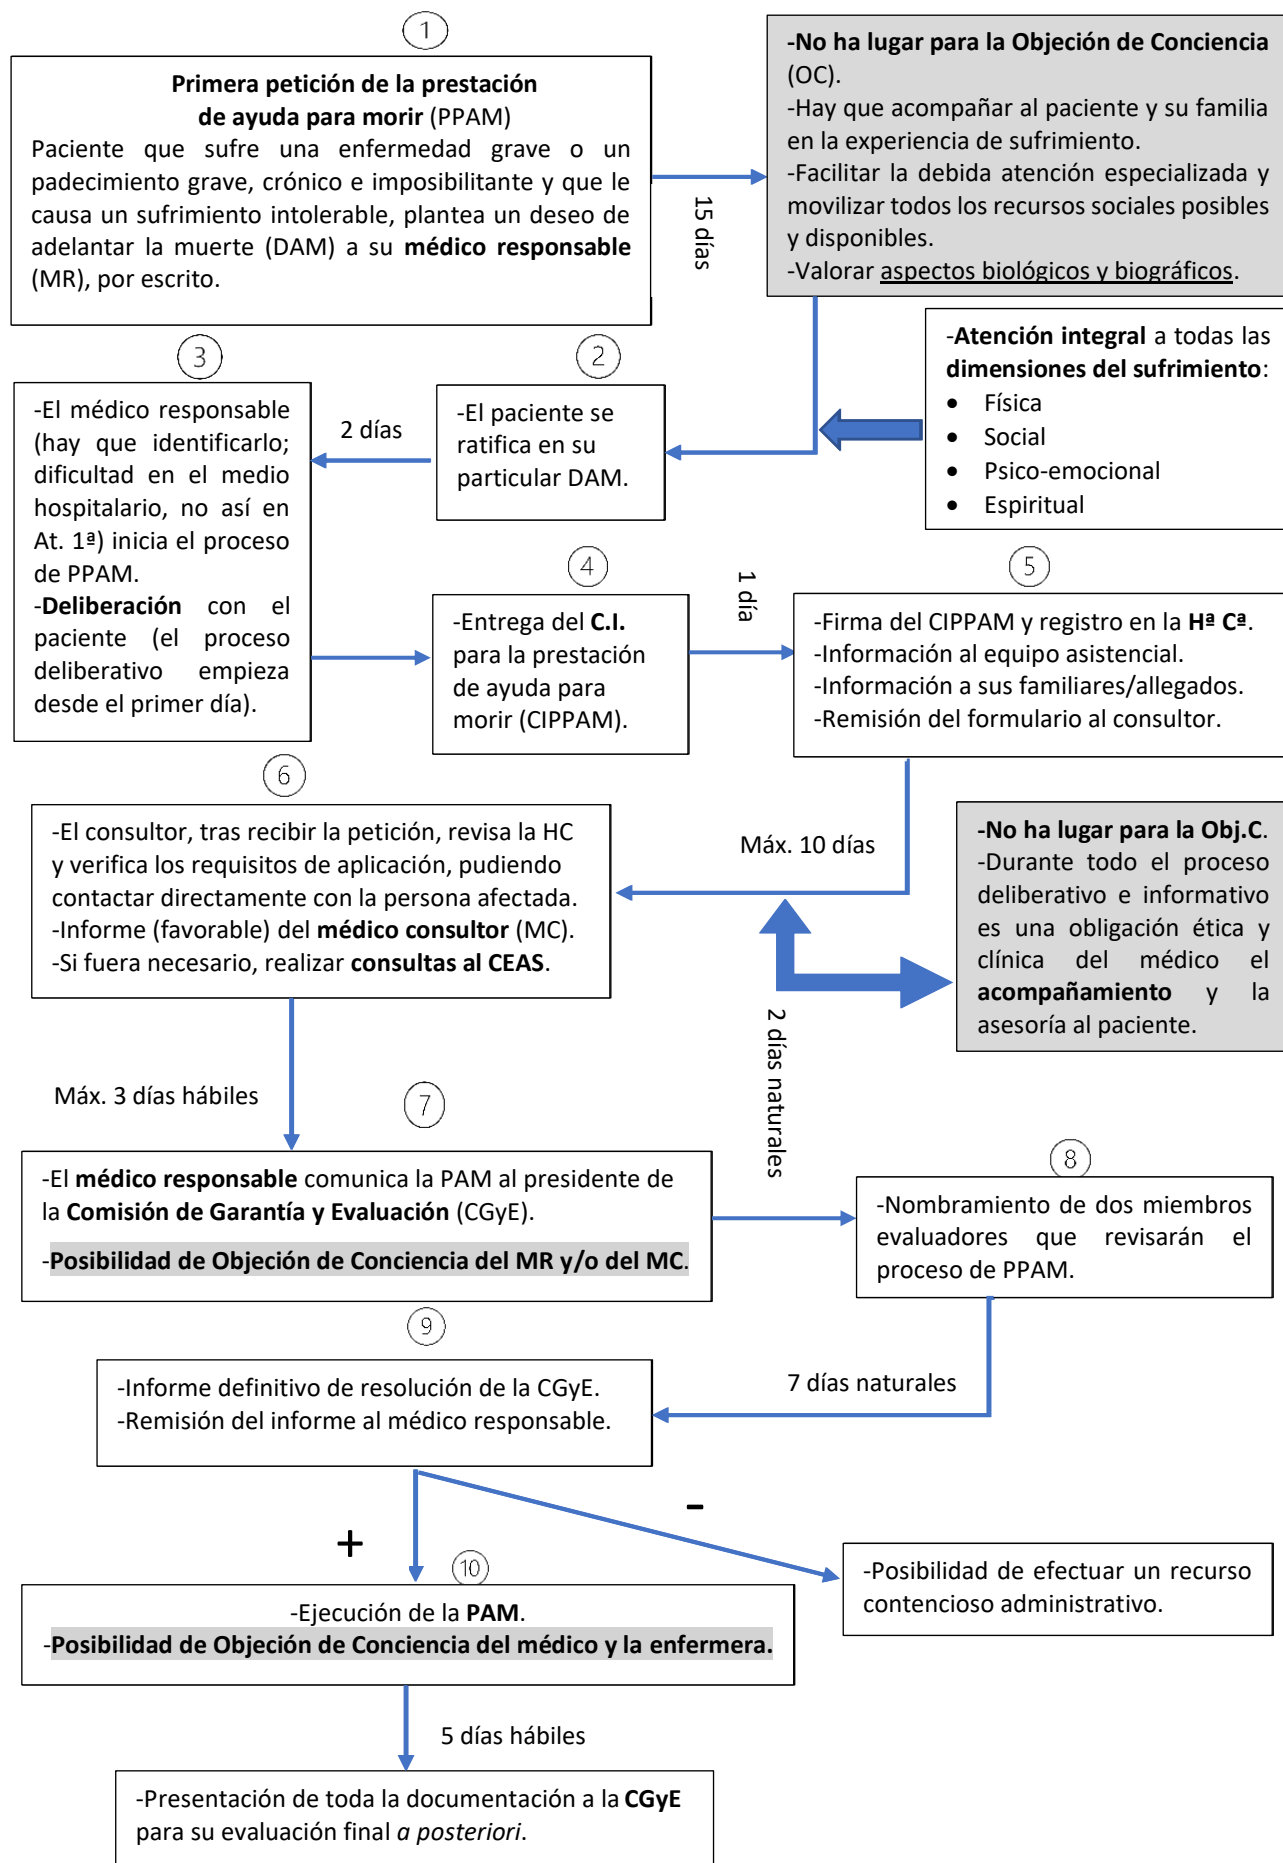 1
Primera petición de la prestación
de ayuda para morir (PPAM)
Paciente que sufre una enfermedad grave o un
padecimiento grave, crónico e imposibilitante y que le
causa un sufrimiento intolerable, plantea un deseo de
adelantar la muerte (DAM) a su médico responsable
(MR), por escrito.
15 días
-No ha lugar para la Objeción de Conciencia
(OC).
-Hay que acompañar al paciente y su familia
en la experiencia de sufrimiento.
-Facilitar la debida atención especializada y
movilizar todos los recursos sociales posibles
y disponibles.
-Valorar aspectos biológicos y biográficos.
-Atención integral a todas las
dimensiones del sufrimiento:
• Física
• Social
• Psico-emocional
• Espiritual
2
-El paciente se
ratifica en su
particular DAM.
2 días
3
-El médico responsable
(hay que identificarlo;
dificultad en el medio
hospitalario, no así en
At. 1ª) inicia el proceso
de PPAM.
-Deliberación con el
paciente (el proceso
deliberativo empieza
desde el primer día).
4
-Entrega del C.I.
para la prestación
de ayuda para
morir (CIPPAM).
1 día
5
-Firma del CIPPAM y registro en la Hª Cª.
-Información al equipo asistencial.
-Información a sus familiares/allegados.
-Remisión del formulario al consultor.
Máx. 10 días
6
-El consultor, tras recibir la petición, revisa la HC
y verifica los requisitos de aplicación, pudiendo
contactar directamente con la persona afectada.
-Informe (favorable) del médico consultor (MC).
-Si fuera necesario, realizar consultas al CEAS.
-No ha lugar para la Obj.C.
-Durante todo el proceso
deliberativo e informativo
es una obligación ética y
clínica del médico el
acompañamiento y la
asesoría al paciente.
Máx. 3 días hábiles
7
-El médico responsable comunica la PAM al presidente de
la Comisión de Garantía y Evaluación (CGyE).
-Posibilidad de Objeción de Conciencia del MR y/o del MC.
2 días naturales
8
-Nombramiento de dos miembros
evaluadores que revisarán el
proceso de PPAM.
7 días naturales
9
-Informe definitivo de resolución de la CGyE.
-Remisión del informe al médico responsable.
+
-
10
-Ejecución de la PAM.
-Posibilidad de Objeción de Conciencia del médico y la enfermera.
-Posibilidad de efectuar un recurso
contencioso administrativo.
5 días hábiles
-Presentación de toda la documentación a la CGyE
para su evaluación final a posteriori.